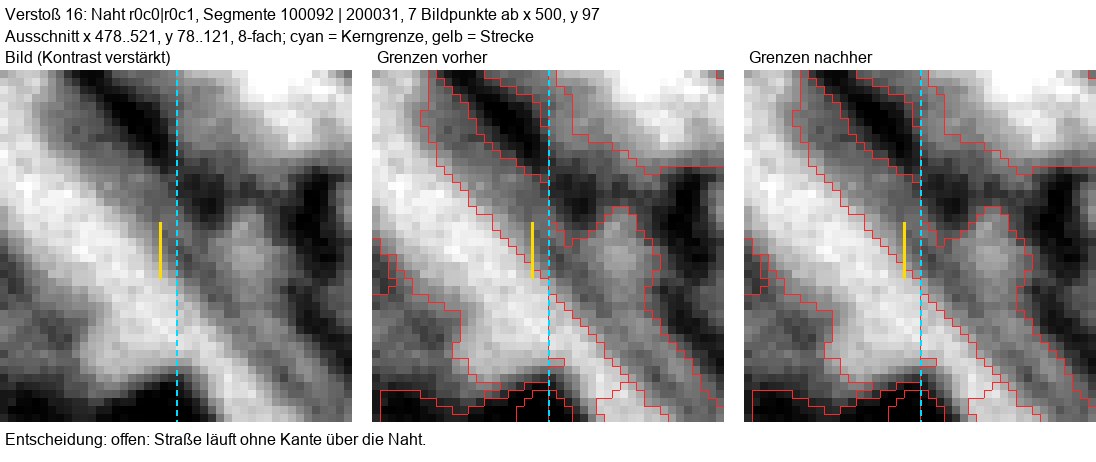 Verstoß 16: Naht r0c0|r0c1, Segmente 100092 | 200031, 7 Bildpunkte ab x 500, y 97
Ausschnitt x 478..521, y 78..121, 8-fach; cyan = Kerngrenze, gelb = Strecke
Bild (Kontrast verstärkt) Grenzen vorher Grenzen nachher
Entscheidung: offen: Straße läuft ohne Kante über die Naht.